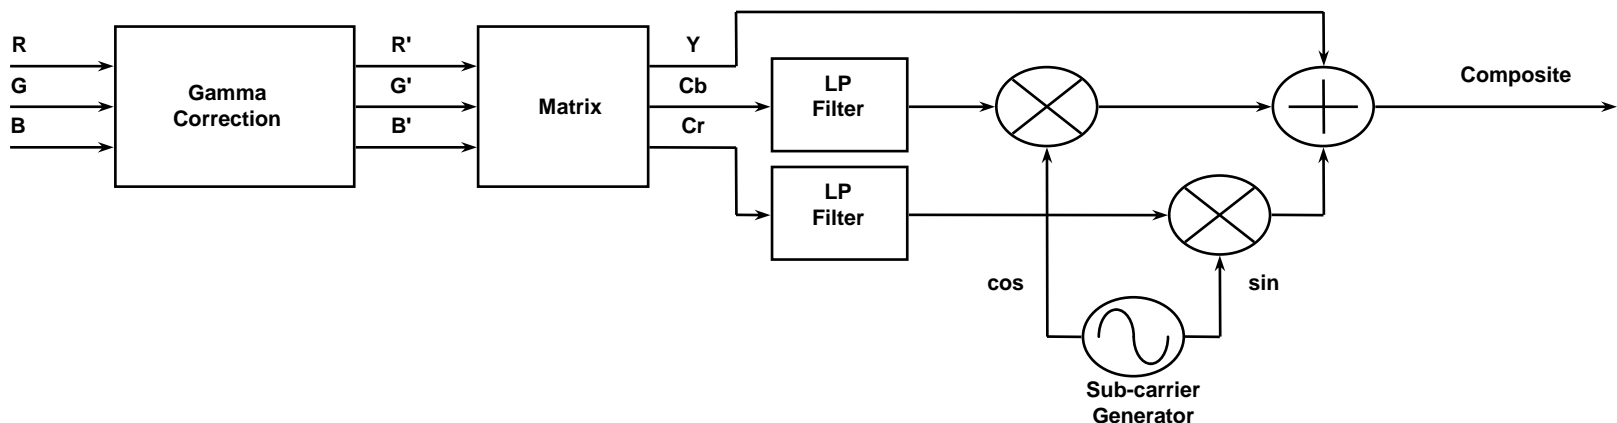 R
G
B
Gamma
Correction
R'
G'
B'
Matrix
Y
Cb
Cr
LP
Filter
LP
Filter
cos
sin
Sub-carrier
Generator
Composite